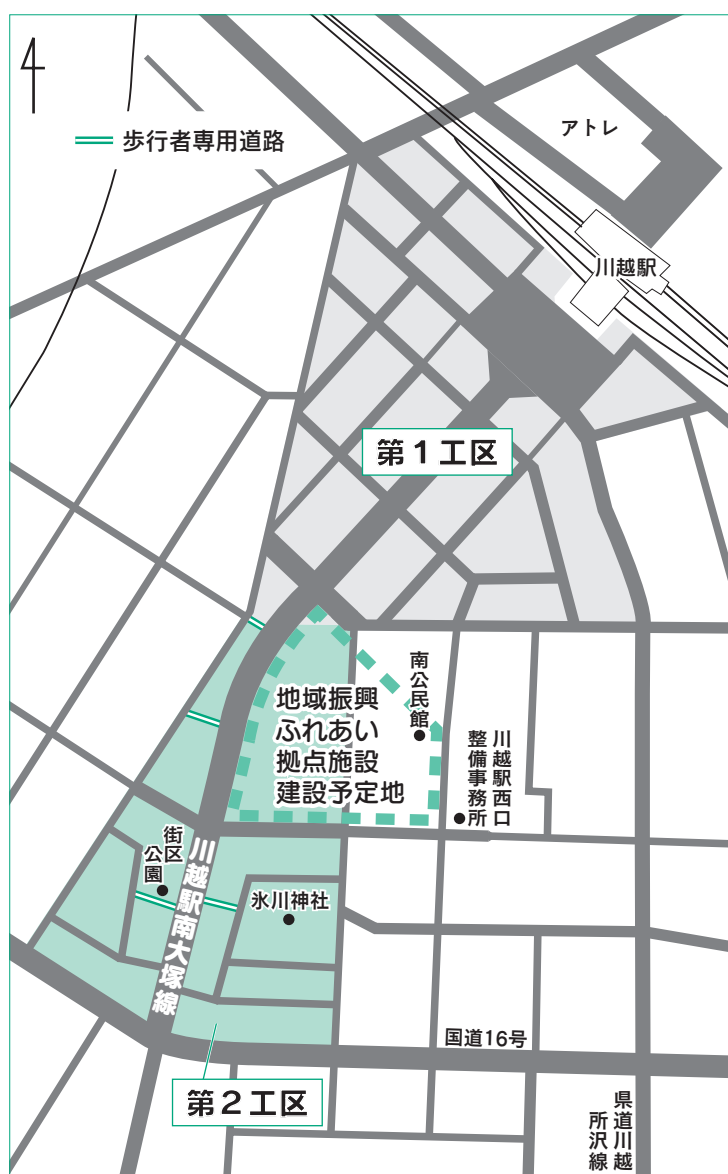 歩行者専用道路
アトレ
川越駅
第1工区
地域振興
ふれあい
拠点施設
建設予定地
南公民館
川越駅西口
整備事務所
街区
公園
氷川神社
川越駅南大塚線
国道16号
第2工区
県道川越
所沢線